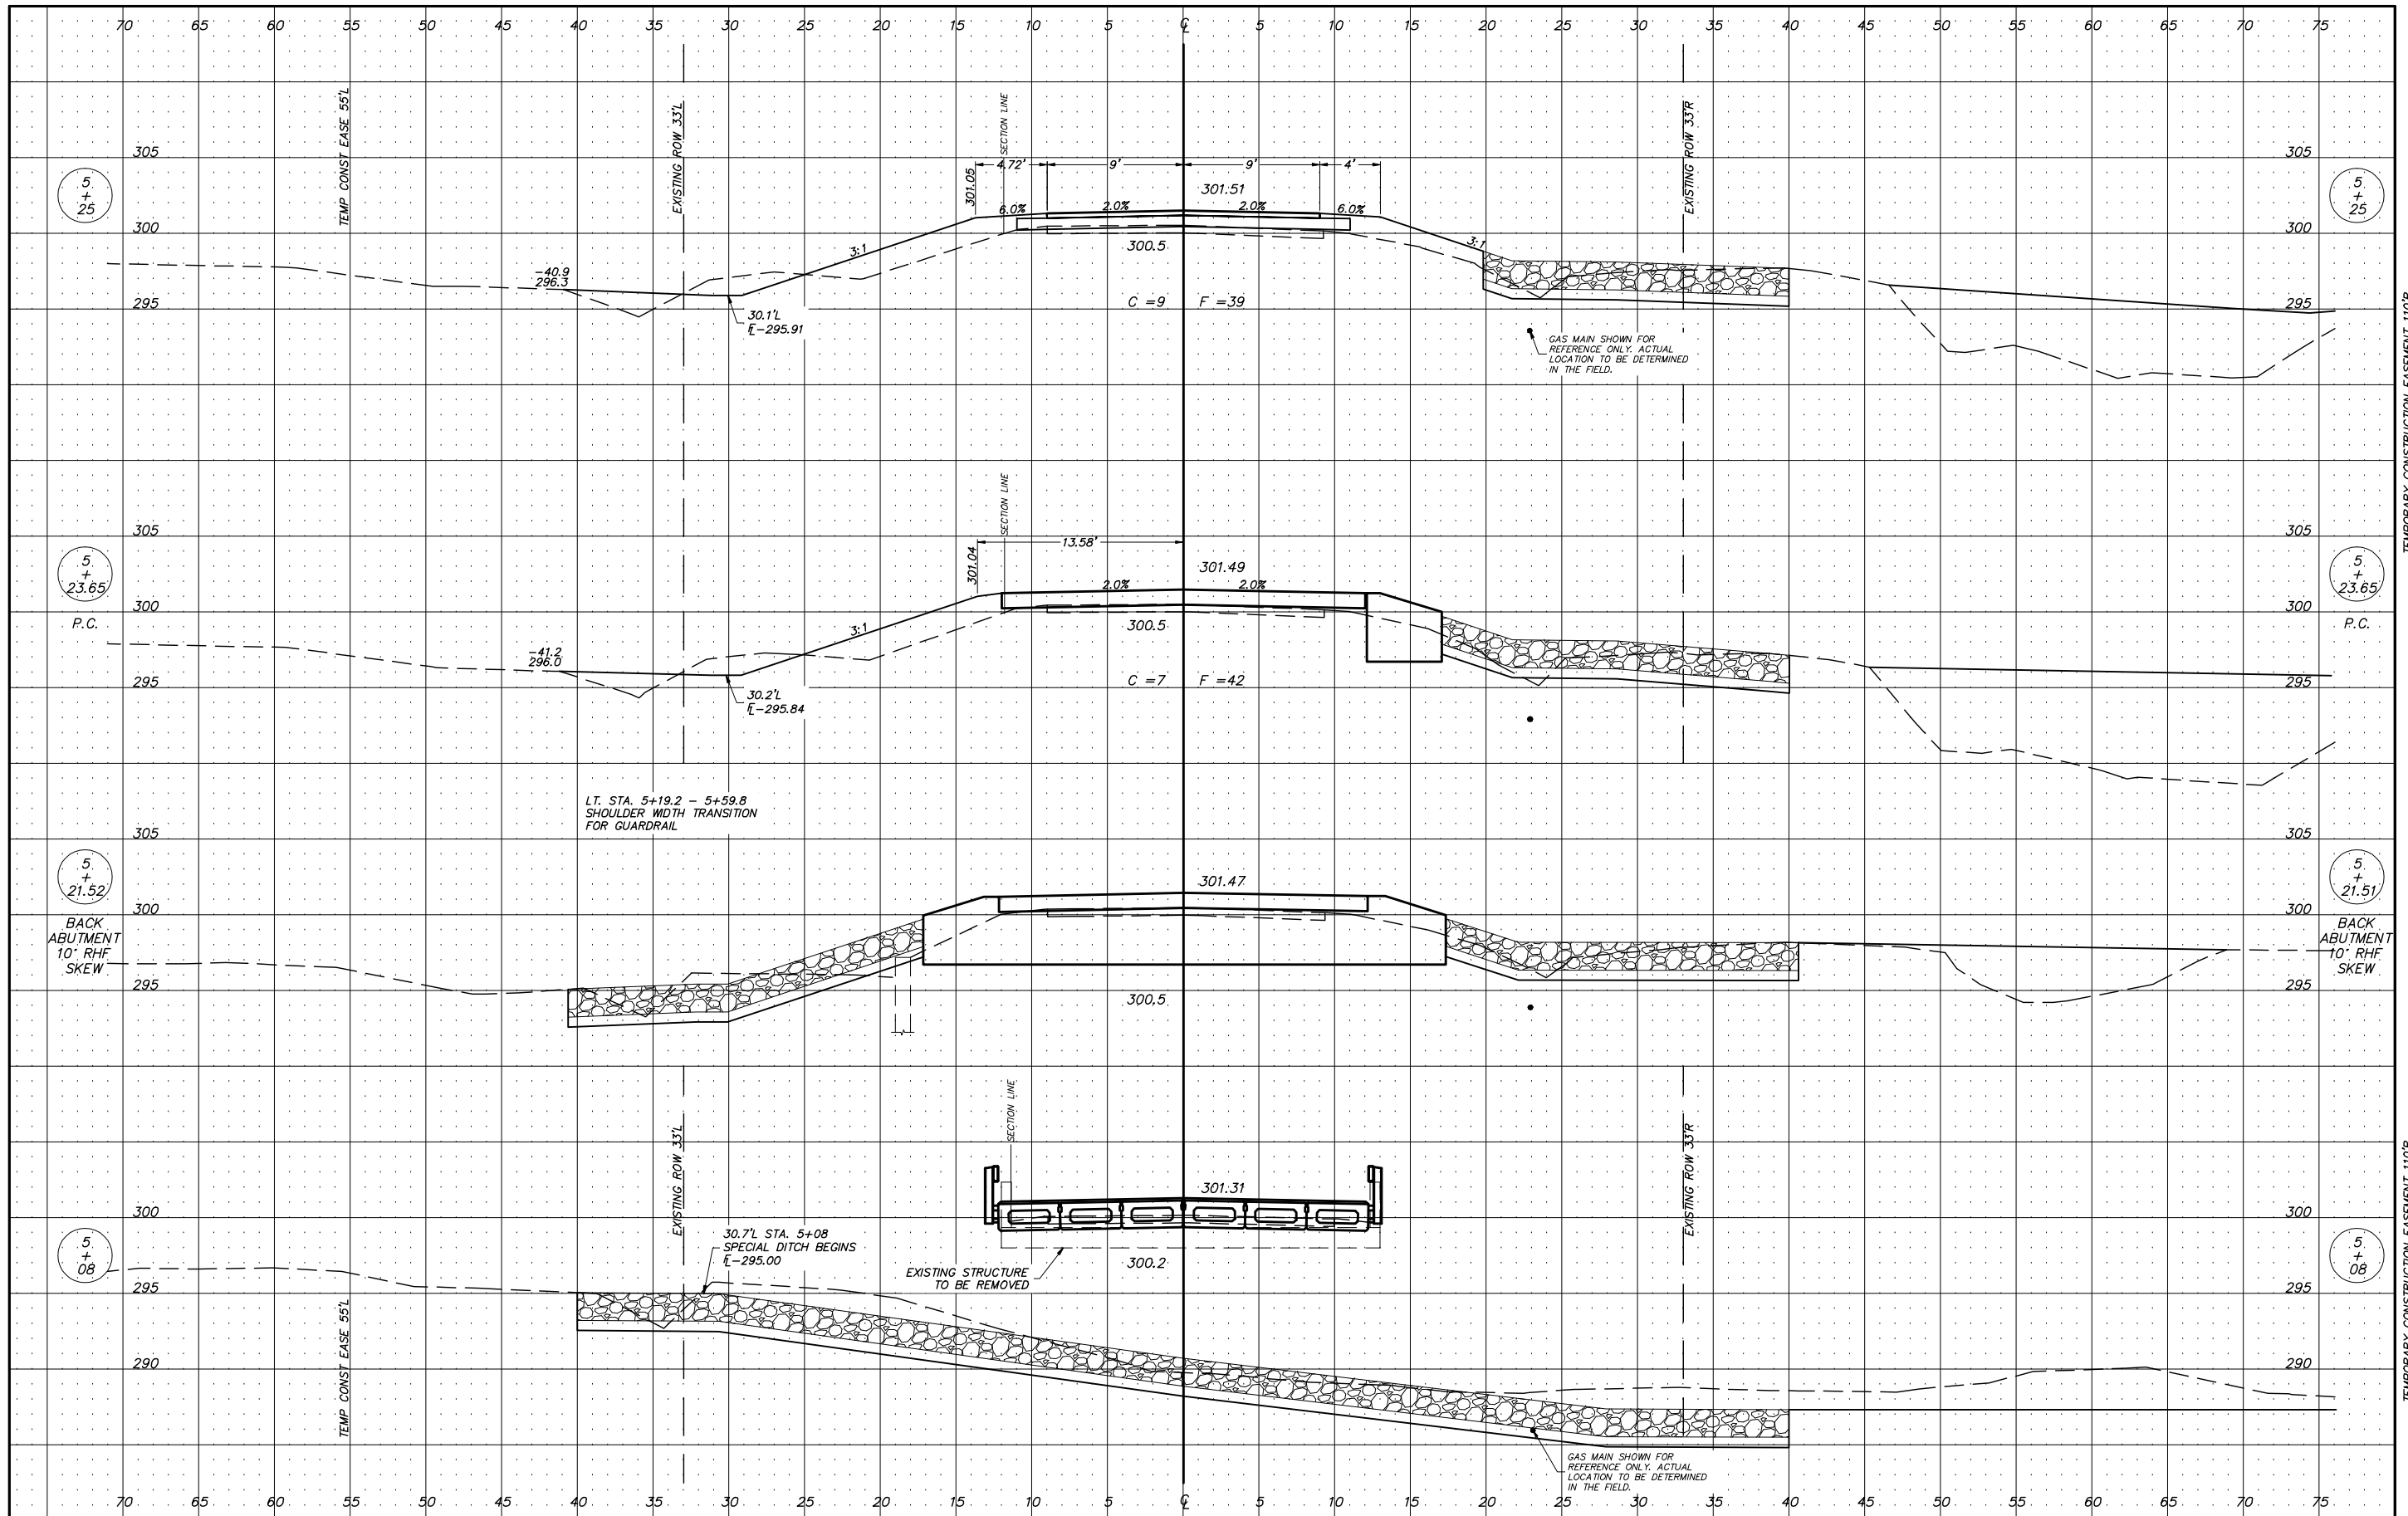 70 65 60 55 50 45 40 35 30 25 20 15 10 5 ℄ 5 10 15 20 25 30 35 40 45 50 55 60 65 70 75
TEMP CONST EASE 55'L
EXISTING ROW 33'L
SECTION LINE
EXISTING ROW 33'R
305 305
5
+
25
301.05
4.72' 9' 9' 4'
301.51
6.0% 2.0% 2.0% 6.0%
5
+
25
300 300
3:1
300.5
3:1
-40.9
296.3
295 295
C =9 F =39
30.1'L
F̲L-295.91
GAS MAIN SHOWN FOR
REFERENCE ONLY. ACTUAL
LOCATION TO BE DETERMINED
IN THE FIELD.
TEMPORARY CONSTRUCTION EASEMENT 110'R
SECTION LINE
305 305
5
+
23.65
P.C.
301.04
13.58'
301.49
2.0% 2.0%
5
+
23.65
P.C.
300 300
3:1
300.5
-41.2
296.0
295 295
C =7 F =42
30.2'L
F̲L-295.84
LT. STA. 5+19.2 - 5+59.8
SHOULDER WIDTH TRANSITION
FOR GUARDRAIL
305 305
5
+
21.52
BACK
ABUTMENT
10° RHF
SKEW
301.47
5
+
21.51
BACK
ABUTMENT
10° RHF
SKEW
300 300
295 295
300.5
EXISTING ROW 33'L
SECTION LINE
EXISTING ROW 33'R
301.31
300 300
5
+
08
30.7'L STA. 5+08
SPECIAL DITCH BEGINS
F̲L-295.00
EXISTING STRUCTURE
TO BE REMOVED
300.2
5
+
08
295 295
290 290
TEMP CONST EASE 55'L
TEMPORARY CONSTRUCTION EASEMENT 110'R
GAS MAIN SHOWN FOR
REFERENCE ONLY. ACTUAL
LOCATION TO BE DETERMINED
IN THE FIELD.
70 65 60 55 50 45 40 35 30 25 20 15 10 5 ℄ 5 10 15 20 25 30 35 40 45 50 55 60 65 70 75